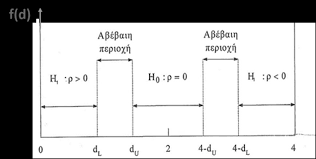 f(d)
Αβέβαιη
περιοχή
Αβέβαιη
περιοχή
H₁ : ρ > 0
H₀ : ρ = 0
H₁ : ρ < 0
0
d_L
d_U
2
4-d_U
4-d_L
4